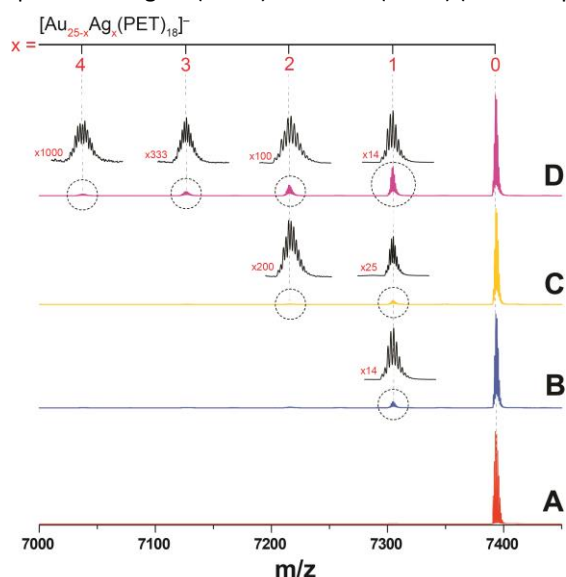 [Au25-xAgx(PET)18]⁻
x = 4 3 2 1 0
x1000 x333 x100 x14
D
x200 x25
C
x14
B
A
7000 7100 7200 7300 7400
m/z